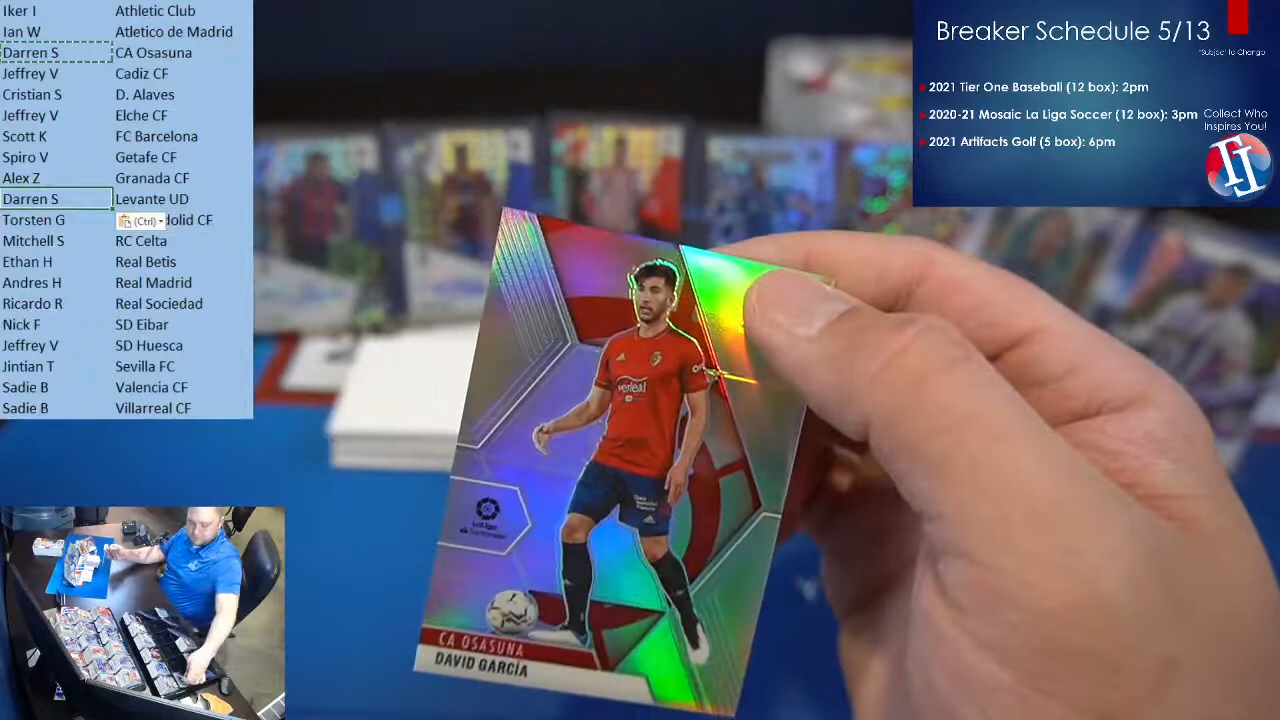 Iker I Athletic Club
Ian W Atletico de Madrid
Darren S CA Osasuna
Jeffrey V Cadiz CF
Cristian S D. Alaves
Jeffrey V Elche CF
Scott K FC Barcelona
Spiro V Getafe CF
Alex Z Granada CF
Darren S Levante UD
Torsten G (Ctrl) dolid CF
Mitchell S RC Celta
Ethan H Real Betis
Andres H Real Madrid
Ricardo R Real Sociedad
Nick F SD Eibar
Jeffrey V SD Huesca
Jintian T Sevilla FC
Sadie B Valencia CF
Sadie B Villarreal CF
Breaker Schedule 5/13
*Subject to Change
2021 Tier One Baseball (12 box): 2pm
2020-21 Mosaic La Liga Soccer (12 box): 3pm
2021 Artifacts Golf (5 box): 6pm
Collect Who
Inspires You!
verleal
LaLiga
Santander
CA OSASUNA
DAVID GARCÍA